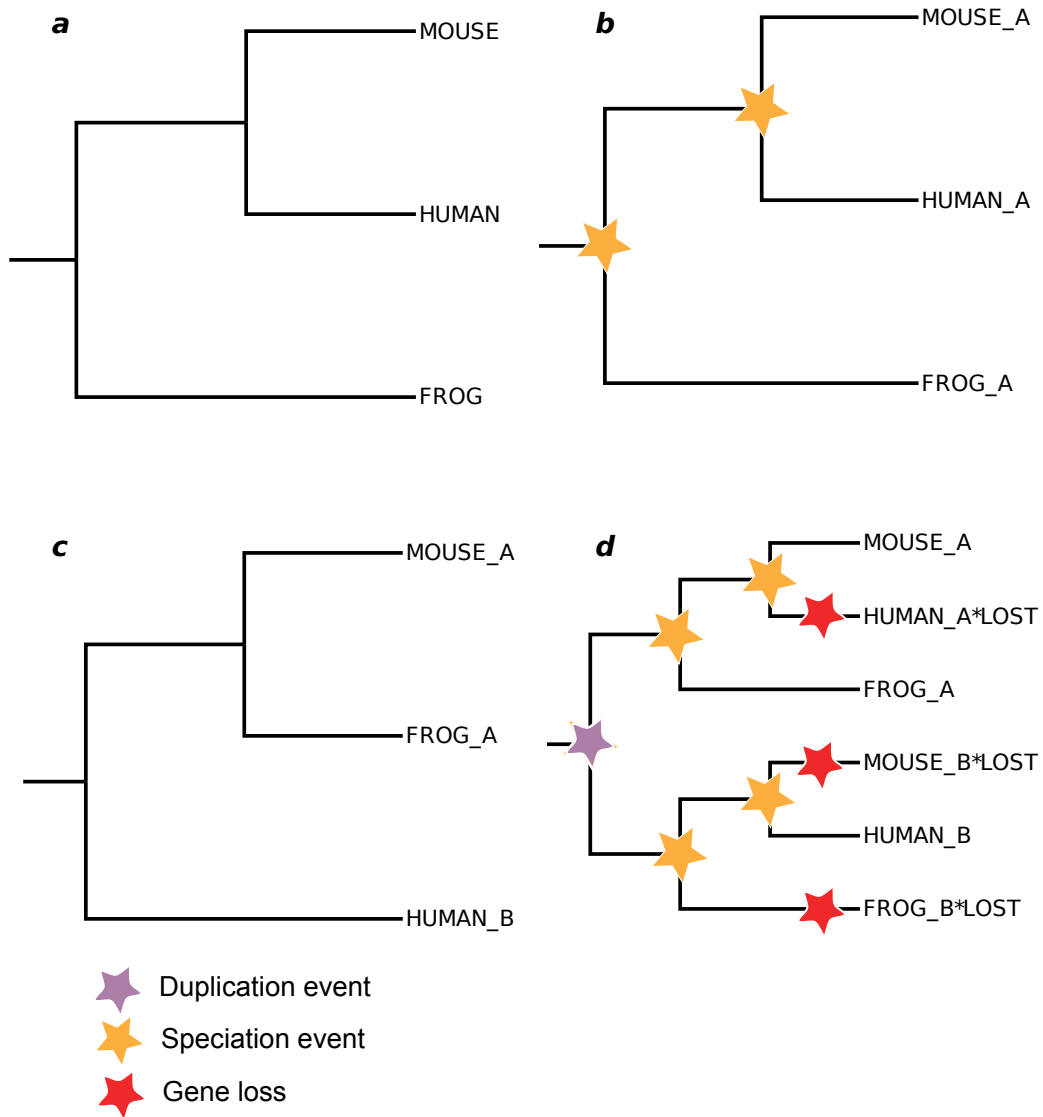 a
MOUSE
HUMAN
FROG
b
MOUSE_A
HUMAN_A
FROG_A
c
MOUSE_A
FROG_A
HUMAN_B
d
MOUSE_A
HUMAN_A*LOST
FROG_A
MOUSE_B*LOST
HUMAN_B
FROG_B*LOST
Duplication event
Speciation event
Gene loss